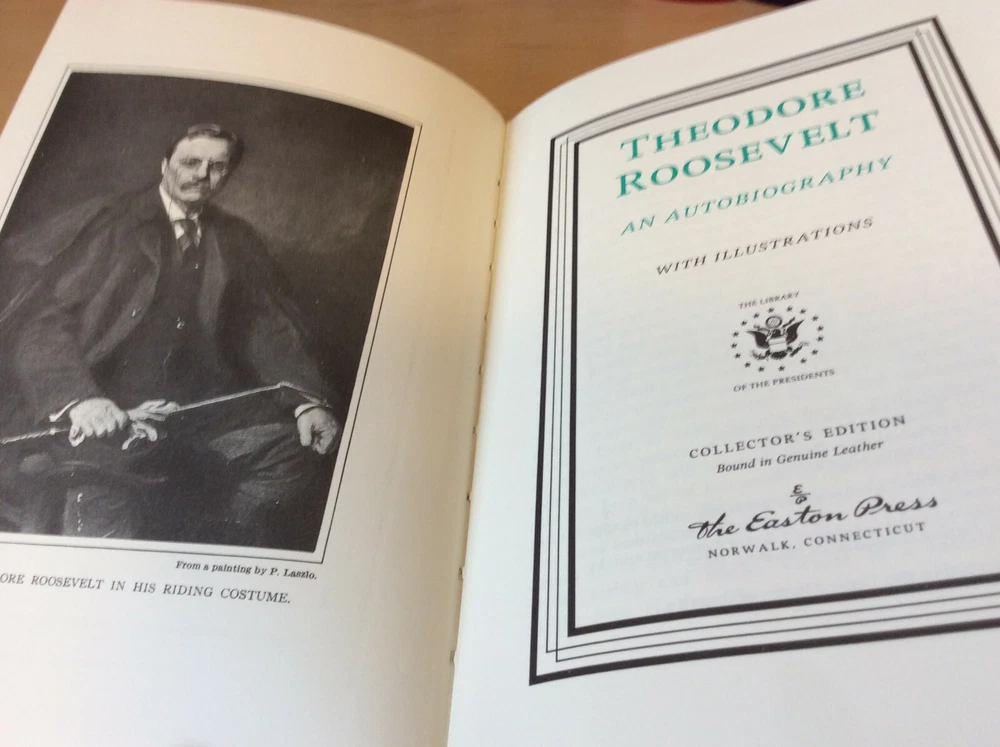 From a painting by P. Laszlo.
ORE ROOSEVELT IN HIS RIDING COSTUME.
THEODORE
ROOSEVELT
AN AUTOBIOGRAPHY
WITH ILLUSTRATIONS
THE LIBRARY
OF THE PRESIDENTS
COLLECTOR'S EDITION
Bound in Genuine Leather
E
P
the Easton Press
NORWALK, CONNECTICUT